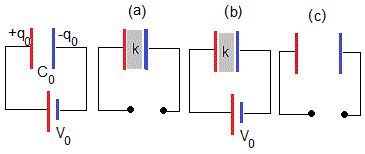 (a) (b) (c)
+q₀ -q₀
k k
C₀
V₀ V₀